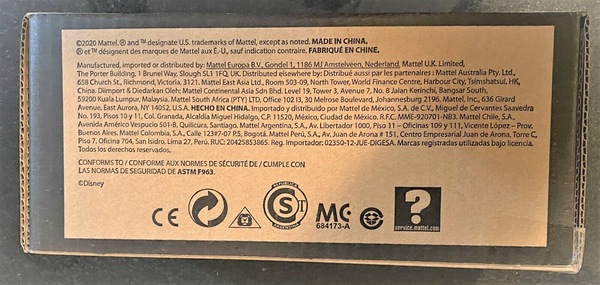 ©2020 Mattel. ® and ™ designate U.S. trademarks of Mattel, except as noted. MADE IN CHINA.
® et ™ désignent des marques de Mattel aux É.-U., sauf indication contraire. FABRIQUÉ EN CHINE.
Manufactured, imported or distributed by: Mattel Europa B.V., Gondel 1, 1186 MJ Amstelveen, Nederland. Mattel U.K. Limited,
The Porter Building, 1 Brunel Way, Slough SL1 1FQ, UK. Distributed elsewhere by: Distribué aussi par les partenaires : Mattel Australia Pty. Ltd.,
658 Church St., Richmond, Victoria, 3121. Mattel East Asia Ltd., Room 503-09, North Tower, World Finance Centre, Harbour City, Tsimshatsui, HK,
China. Diimport & Diedarkan Oleh: Mattel Continental Asia Sdn Bhd. Level 19, Tower 3, Avenue 7, No. 8 Jalan Kerinchi, Bangsar South,
59200 Kuala Lumpur, Malaysia. Mattel South Africa (PTY) LTD, Office 102 I3, 30 Melrose Boulevard, Johannesburg 2196. Mattel, Inc., 636 Girard
Avenue, East Aurora, NY 14052, U.S.A. HECHO EN CHINA. Importado y distribuido por Mattel de México, S.A. de C.V., Miguel de Cervantes Saavedra
No. 193, Pisos 10 y 11, Col. Granada, Alcaldía Miguel Hidalgo, C.P. 11520, México, Ciudad de México. R.F.C. MME-920701-NB3. Mattel Chile, S.A.,
Avenida Américo Vespucio 501-B, Quilicura, Santiago. Mattel Argentina, S.A., Av. Libertador 1000, Piso 11 – Oficinas 109 y 111, Vicente López – Prov.
Buenos Aires. Mattel Colombia, S.A., Calle 123#7-07 P.5, Bogotá. Mattel Perú, S.A., Av. Juan de Arona # 151, Centro Empresarial Juan de Arona, Torre C,
Piso 7, Oficina 704, San Isidro, Lima 27, Perú. RUC: 20425853865. Reg. Importador: 02350-12-JUE-DIGESA. Marcas registradas utilizadas bajo licencia.
Todos los derechos reservados.
CONFORMS TO / CONFORME AUX NORMES DE SÉCURITÉ DE / CUMPLE CON
LAS NORMAS DE SEGURIDAD DE ASTM F963.
©Disney
CE
REPUBLICA
S
ARGENTINA
MC
684173-A
?
service.mattel.com